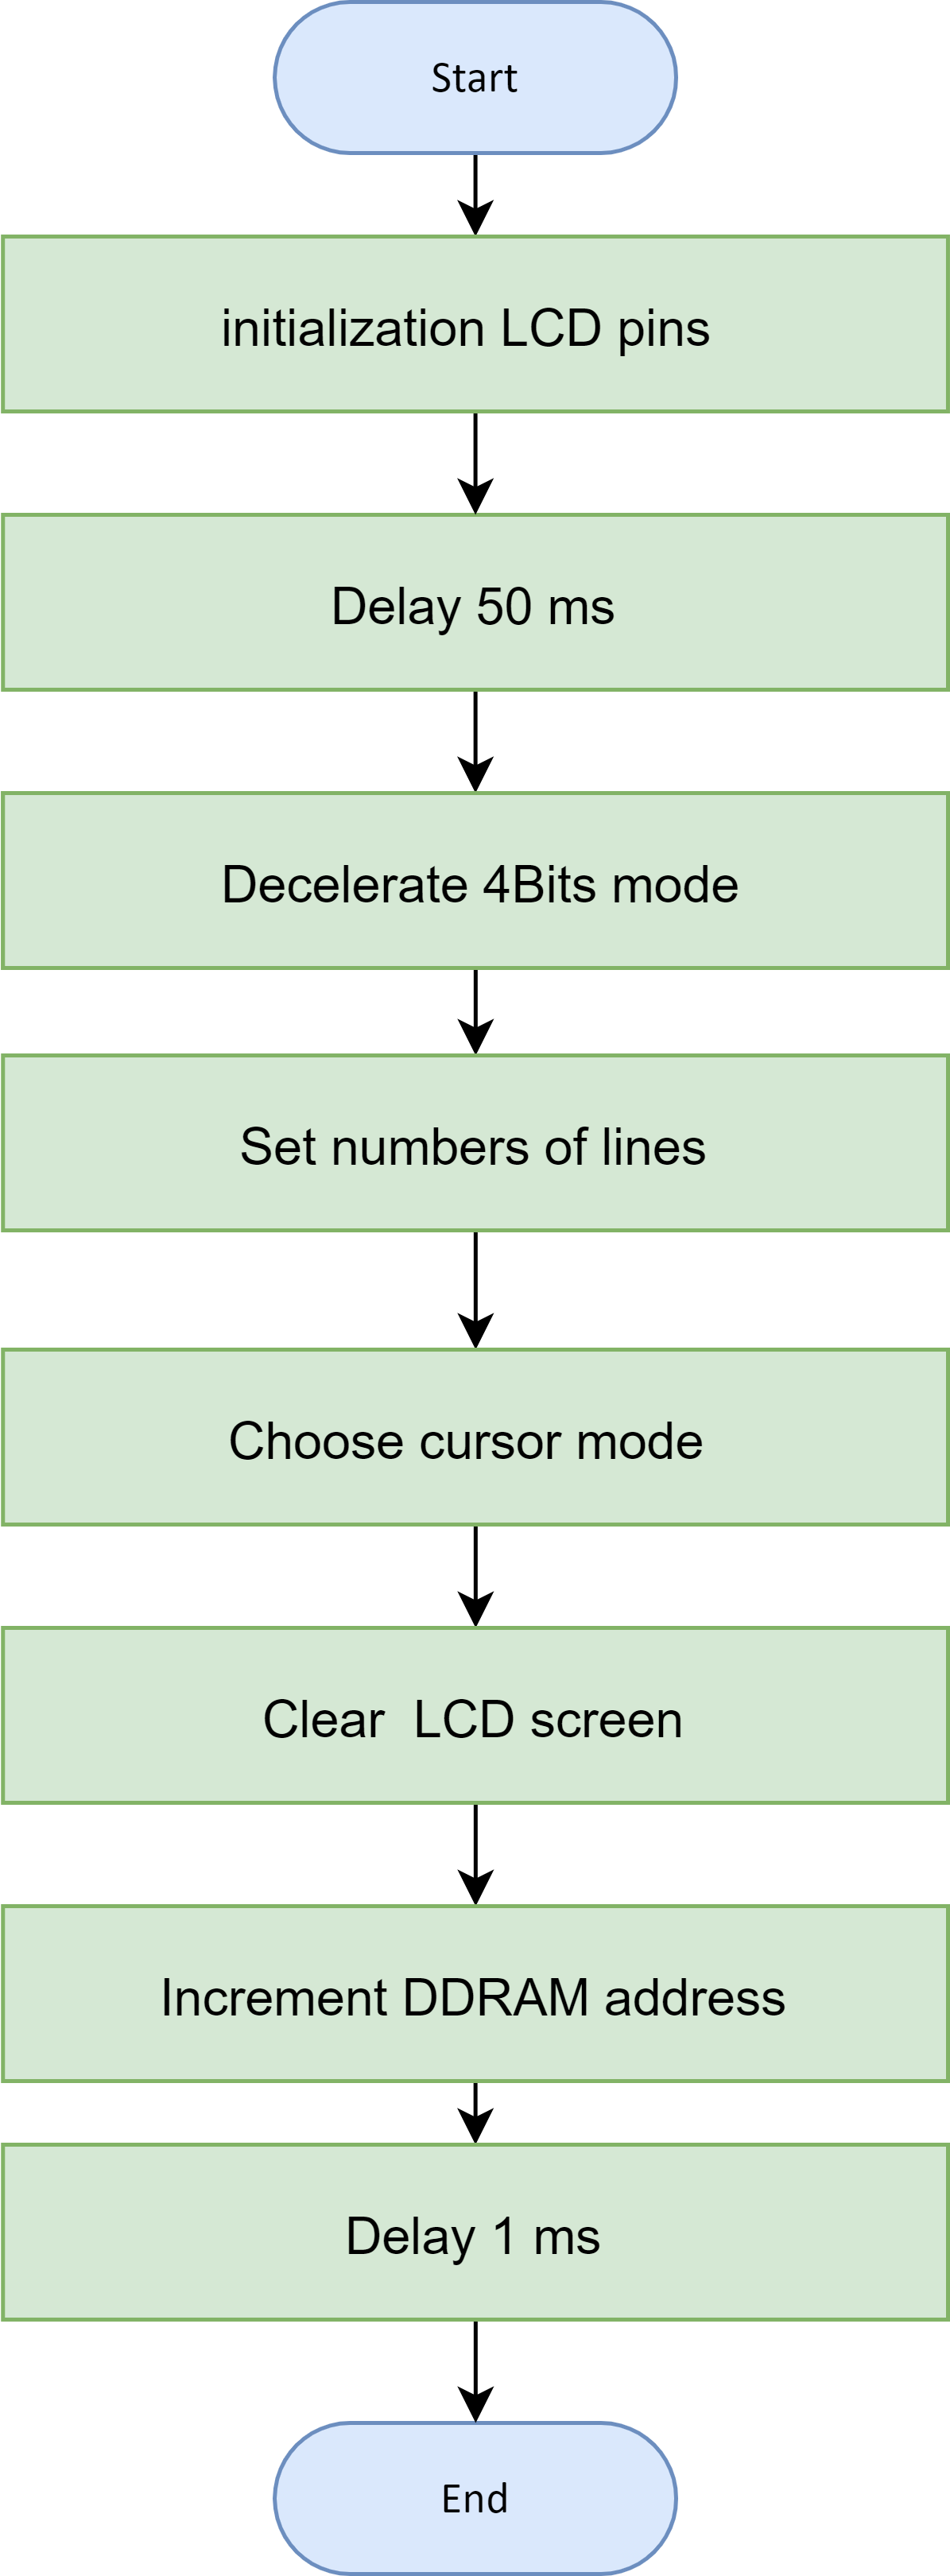 Start
initialization LCD pins
Delay 50 ms
Decelerate 4Bits mode
Set numbers of lines
Choose cursor mode
Clear  LCD screen
Increment DDRAM address
Delay 1 ms
End